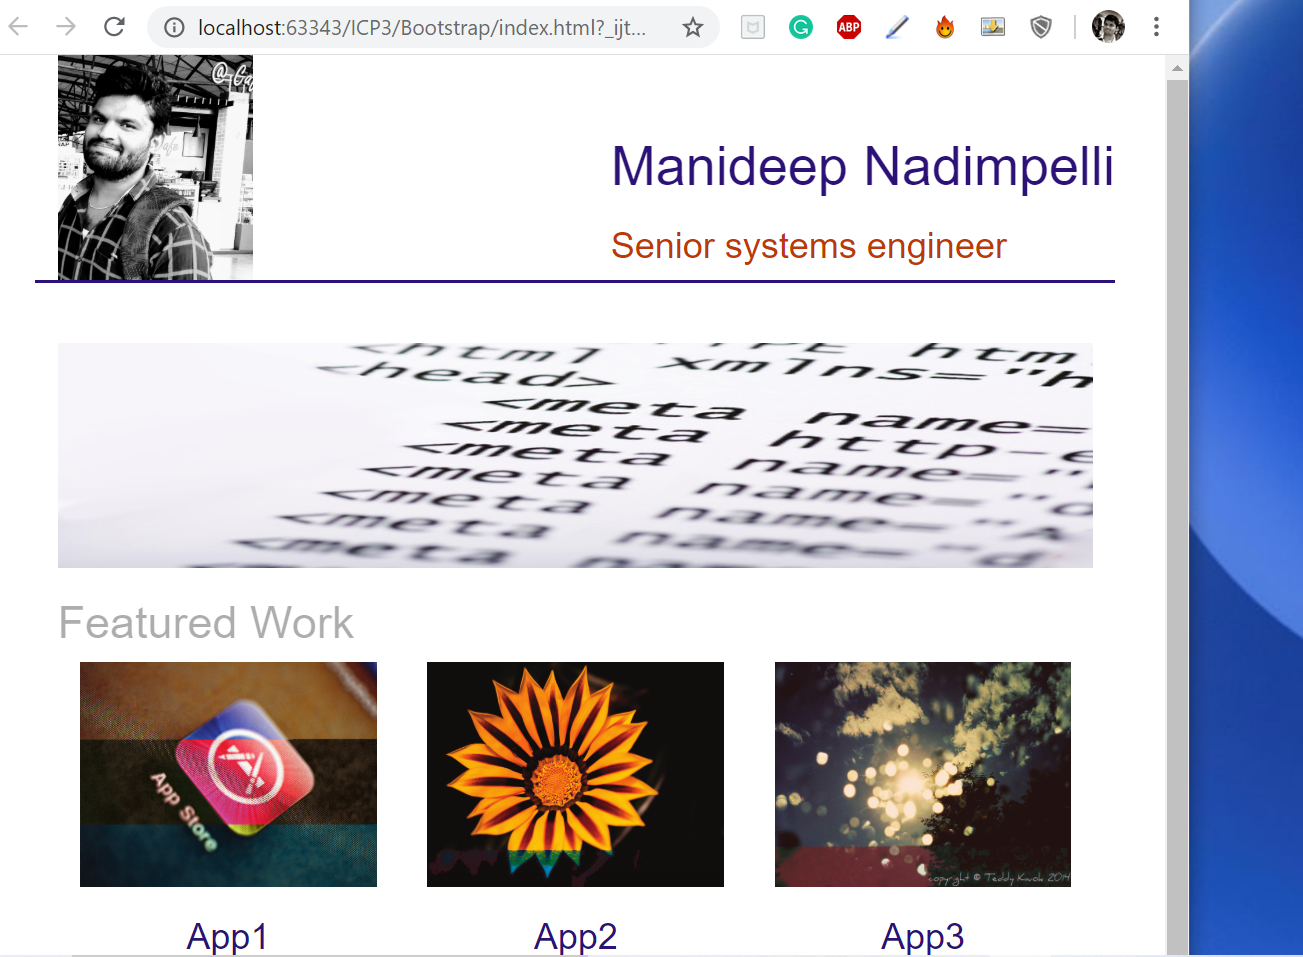 localhost:63343/ICP3/Bootstrap/index.html?_ijt...
ABP
Manideep Nadimpelli
Senior systems engineer
<html
htm
<head>
xmlns="h
<meta name=
<meta http-e
<meta name="
<meta name="
<meta name="A
<meta name="d
<meta
Featured Work
App Store
copyright © Teddy Kwok 2014
App1
App2
App3